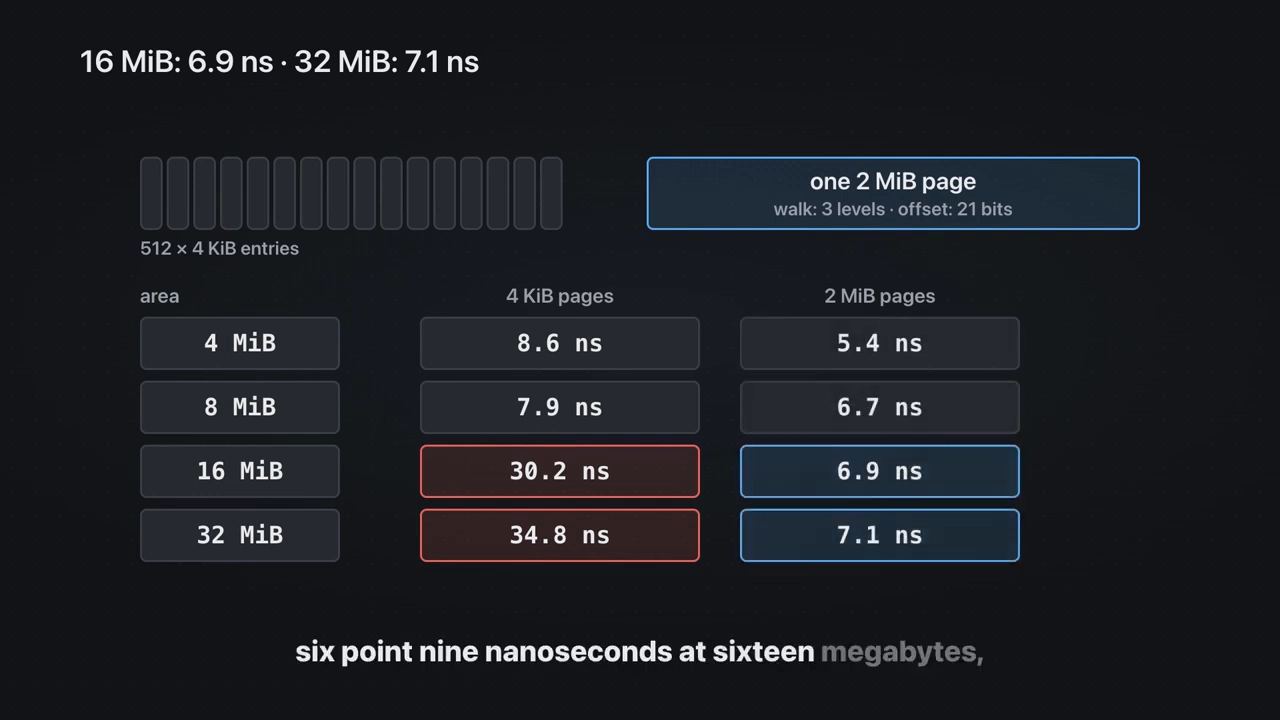 16 MiB: 6.9 ns · 32 MiB: 7.1 ns
one 2 MiB page
walk: 3 levels · offset: 21 bits
512 × 4 KiB entries
area 4 KiB pages 2 MiB pages
4 MiB 8.6 ns 5.4 ns
8 MiB 7.9 ns 6.7 ns
16 MiB 30.2 ns 6.9 ns
32 MiB 34.8 ns 7.1 ns
six point nine nanoseconds at sixteen megabytes,